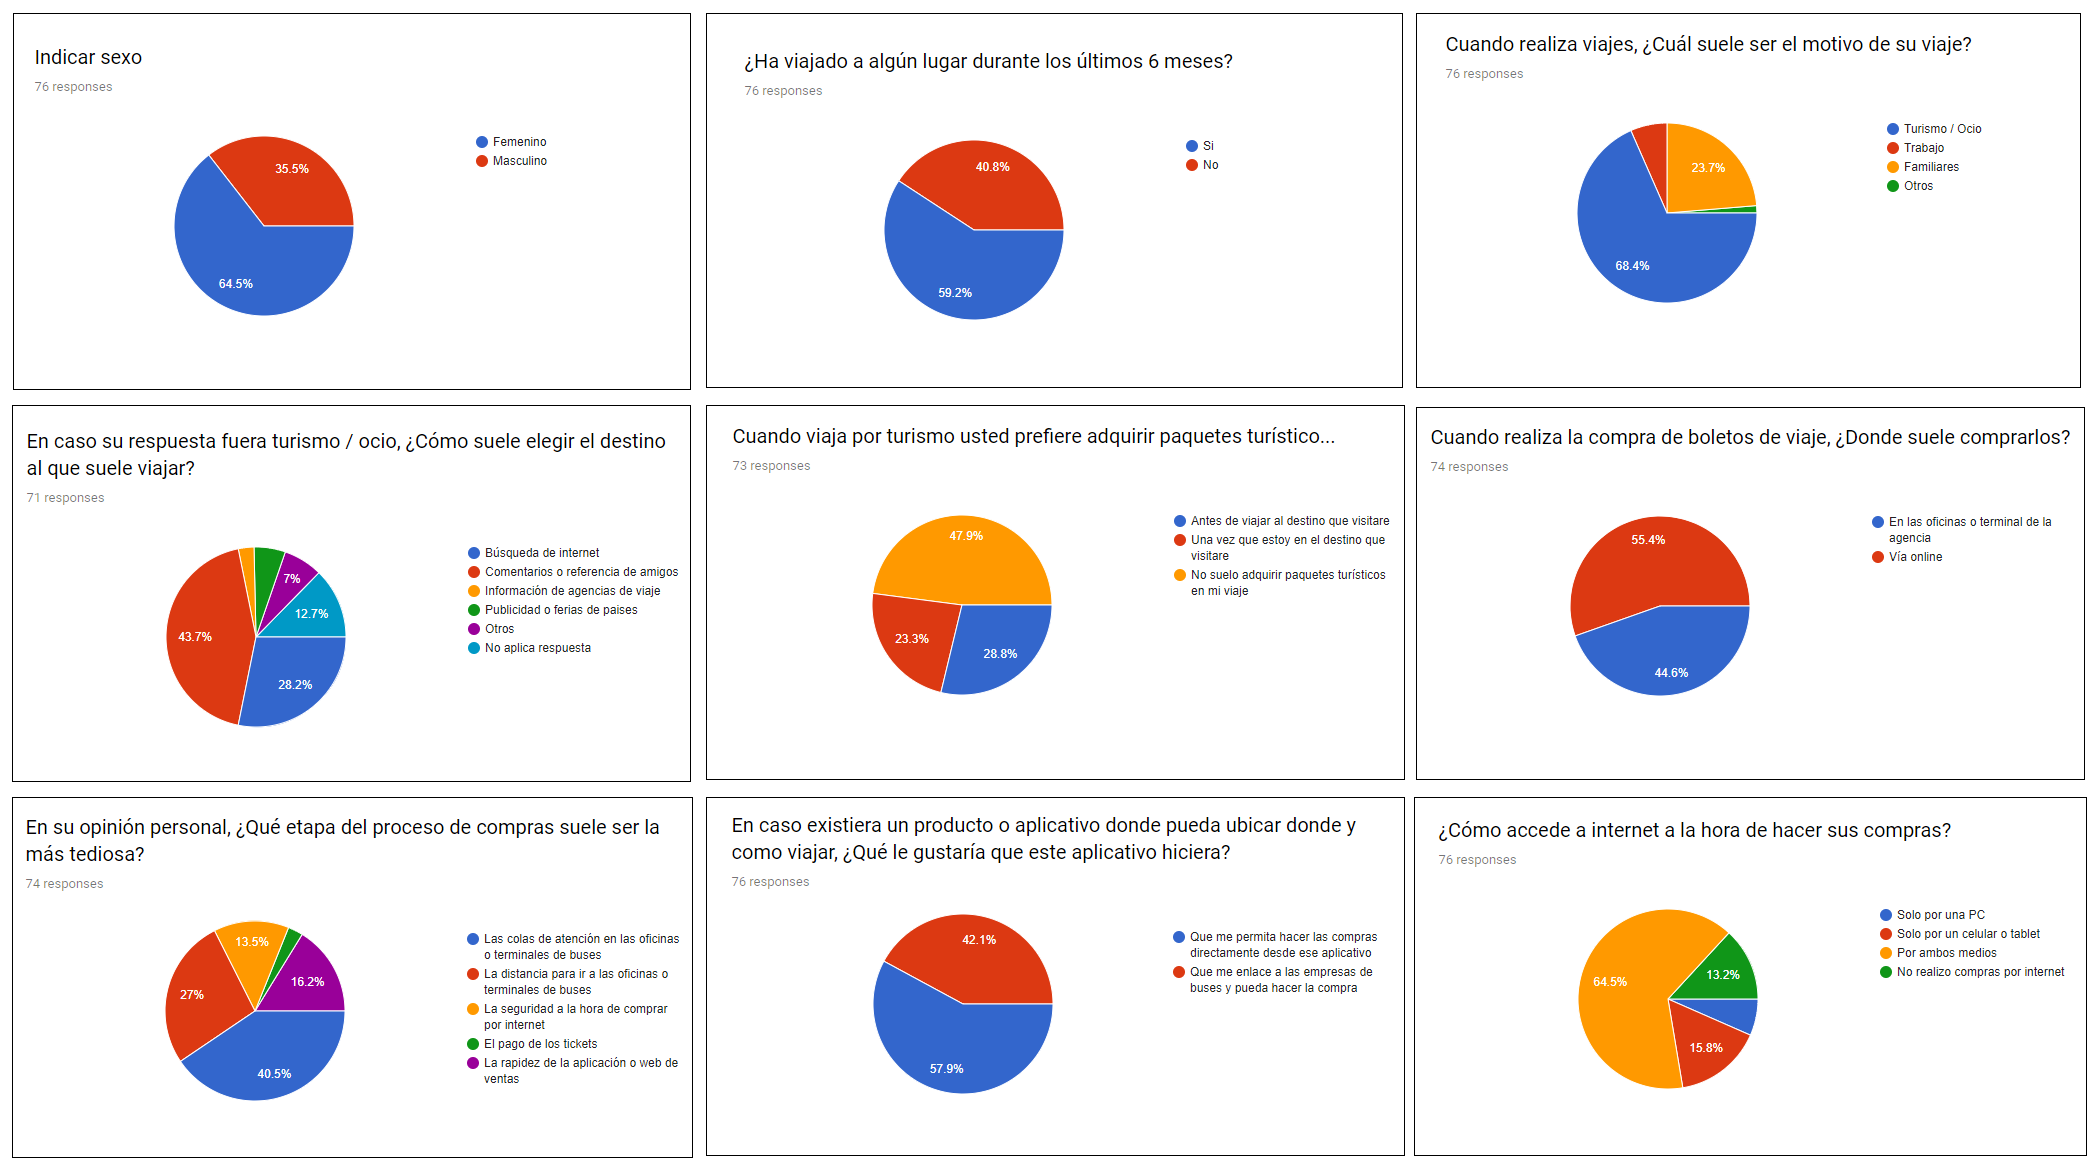 Indicar sexo
76 responses
Femenino
Masculino
35.5%
64.5%
¿Ha viajado a algún lugar durante los últimos 6 meses?
76 responses
Si
No
40.8%
59.2%
Cuando realiza viajes, ¿Cuál suele ser el motivo de su viaje?
76 responses
Turismo / Ocio
Trabajo
Familiares
Otros
23.7%
68.4%
En caso su respuesta fuera turismo / ocio, ¿Cómo suele elegir el destino
al que suele viajar?
71 responses
Búsqueda de internet
Comentarios o referencia de amigos
Información de agencias de viaje
Publicidad o ferias de paises
Otros
No aplica respuesta
7%
12.7%
43.7%
28.2%
Cuando viaja por turismo usted prefiere adquirir paquetes turístico...
73 responses
Antes de viajar al destino que visitare
Una vez que estoy en el destino que
visitare
No suelo adquirir paquetes turísticos
en mi viaje
47.9%
23.3%
28.8%
Cuando realiza la compra de boletos de viaje, ¿Donde suele comprarlos?
74 responses
En las oficinas o terminal de la
agencia
Vía online
55.4%
44.6%
En su opinión personal, ¿Qué etapa del proceso de compras suele ser la
más tediosa?
74 responses
Las colas de atención en las oficinas
o terminales de buses
La distancia para ir a las oficinas o
terminales de buses
La seguridad a la hora de comprar
por internet
El pago de los tickets
La rapidez de la aplicación o web de
ventas
13.5%
16.2%
27%
40.5%
En caso existiera un producto o aplicativo donde pueda ubicar donde y
como viajar, ¿Qué le gustaría que este aplicativo hiciera?
76 responses
Que me permita hacer las compras
directamente desde ese aplicativo
Que me enlace a las empresas de
buses y pueda hacer la compra
42.1%
57.9%
¿Cómo accede a internet a la hora de hacer sus compras?
76 responses
Solo por una PC
Solo por un celular o tablet
Por ambos medios
No realizo compras por internet
64.5%
13.2%
15.8%